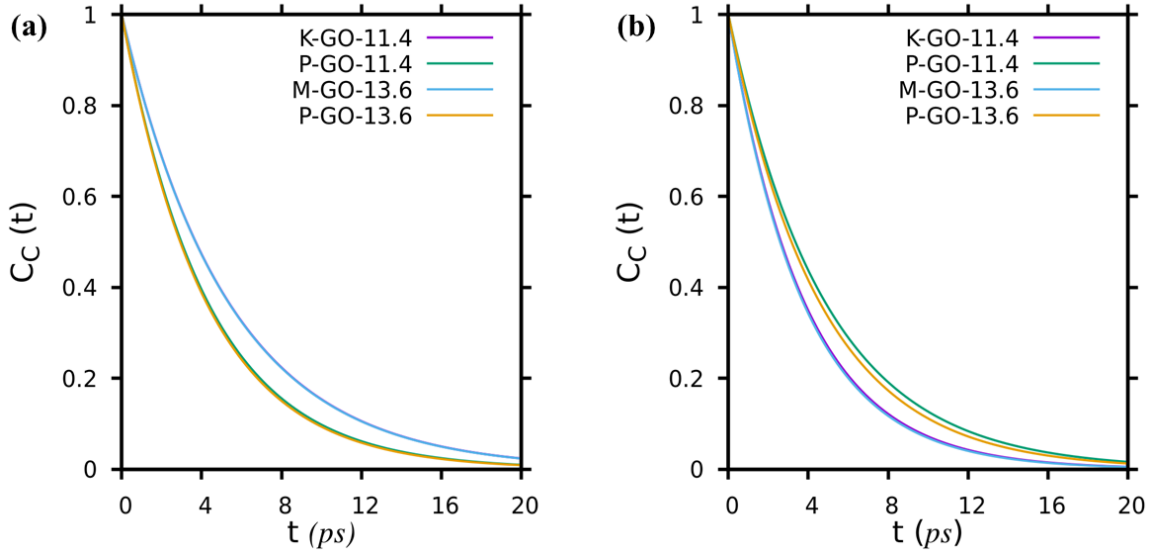 (a)
K-GO-11.4
P-GO-11.4
M-GO-13.6
P-GO-13.6
1
0.8
0.6
0.4
0.2
0
C_C (t)
0 4 8 12 16 20
t (ps)
(b)
K-GO-11.4
P-GO-11.4
M-GO-13.6
P-GO-13.6
1
0.8
0.6
0.4
0.2
0
C_C (t)
0 4 8 12 16 20
t (ps)